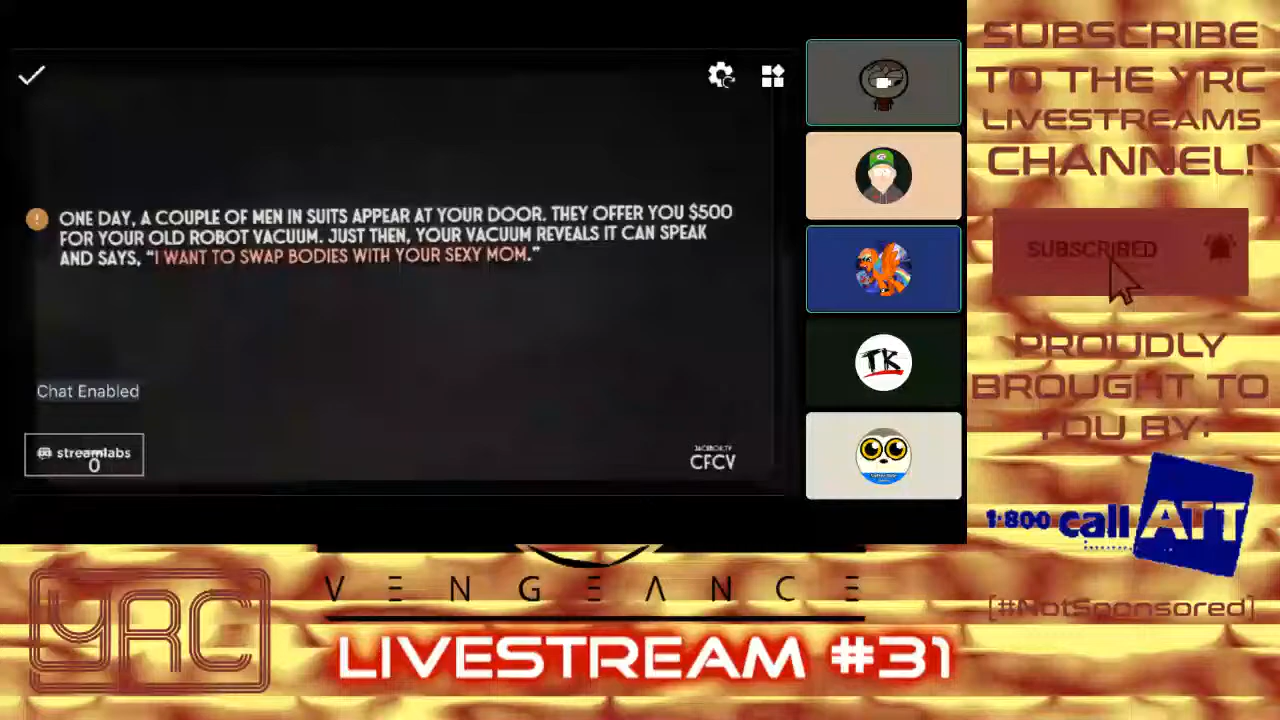 ONE DAY, A COUPLE OF MEN IN SUITS APPEAR AT YOUR DOOR. THEY OFFER YOU $500
FOR YOUR OLD ROBOT VACUUM. JUST THEN, YOUR VACUUM REVEALS IT CAN SPEAK
AND SAYS, “I WANT TO SWAP BODIES WITH YOUR SEXY MOM.”
Chat Enabled
streamlabs
0
JACKBOX.TV
CFCV
TK
SUBSCRIBE
TO THE YRC
LIVESTREAMS
CHANNEL!
SUBSCRIBED
PROUDLY
BROUGHT TO
YOU BY:
1·800 call ATT
[#NotSponsored]
YRC
VENGEANCE
LIVESTREAM #31